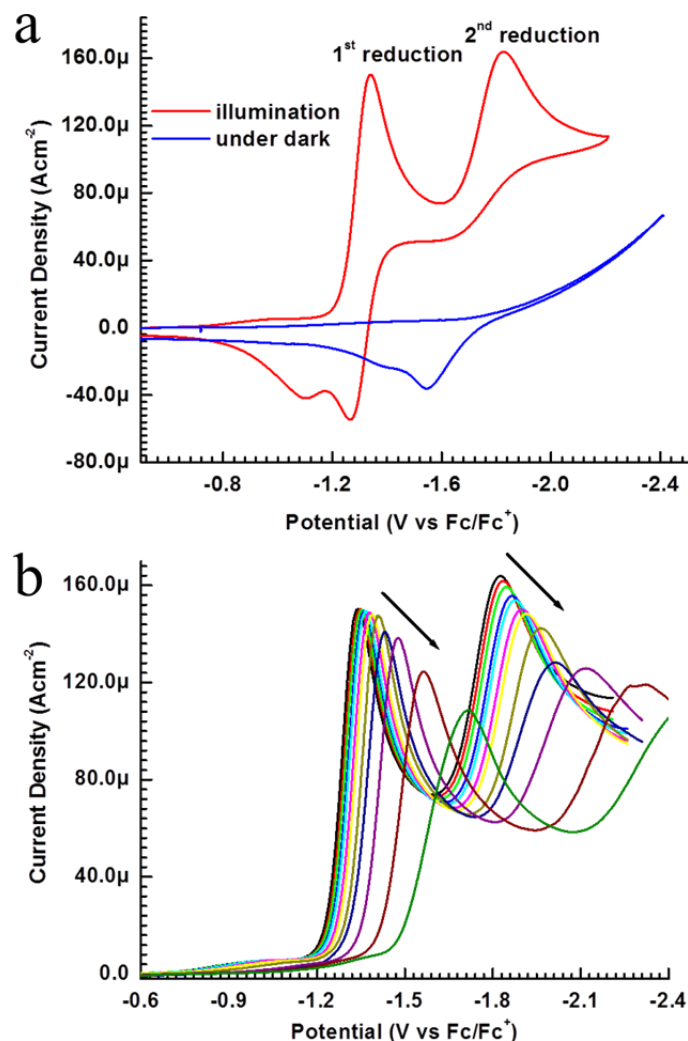 a
160.0µ
120.0µ
80.0µ
40.0µ
0.0
-40.0µ
-80.0µ
Current Density (Acm⁻²)
1ˢᵗ reduction
2ⁿᵈ reduction
illumination
under dark
-0.8 -1.2 -1.6 -2.0 -2.4
Potential (V vs Fc/Fc⁺)
b
160.0µ
120.0µ
80.0µ
40.0µ
0.0
Current Density (Acm⁻²)
-0.6 -0.9 -1.2 -1.5 -1.8 -2.1 -2.4
Potential (V vs Fc/Fc⁺)